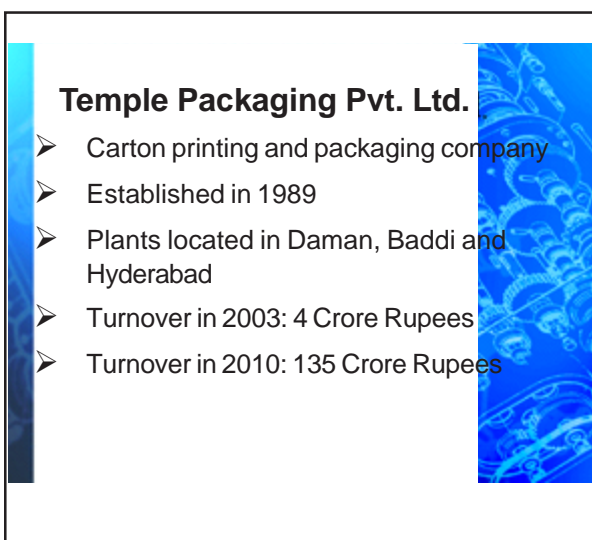 Temple Packaging Pvt. Ltd.
➢ Carton printing and packaging company
➢ Established in 1989
➢ Plants located in Daman, Baddi and
Hyderabad
➢ Turnover in 2003: 4 Crore Rupees
➢ Turnover in 2010: 135 Crore Rupees